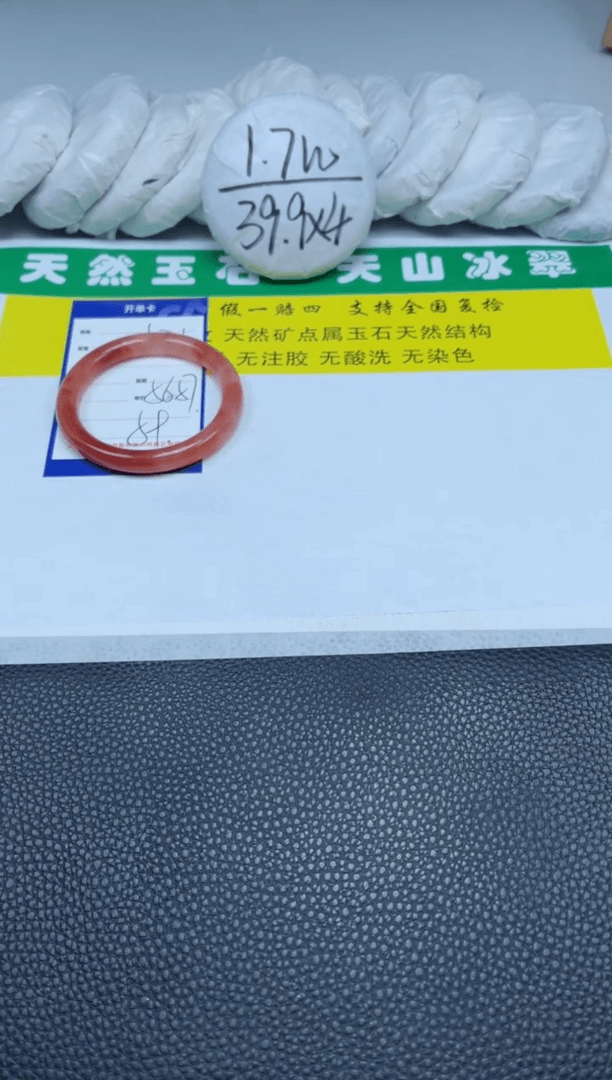 1.7w
39.9x4
天然玉石 天山冰翠
开单卡
假一赔四 支持全国复检
天然矿点属玉石天然结构
无注胶 无酸洗 无染色
8687
59